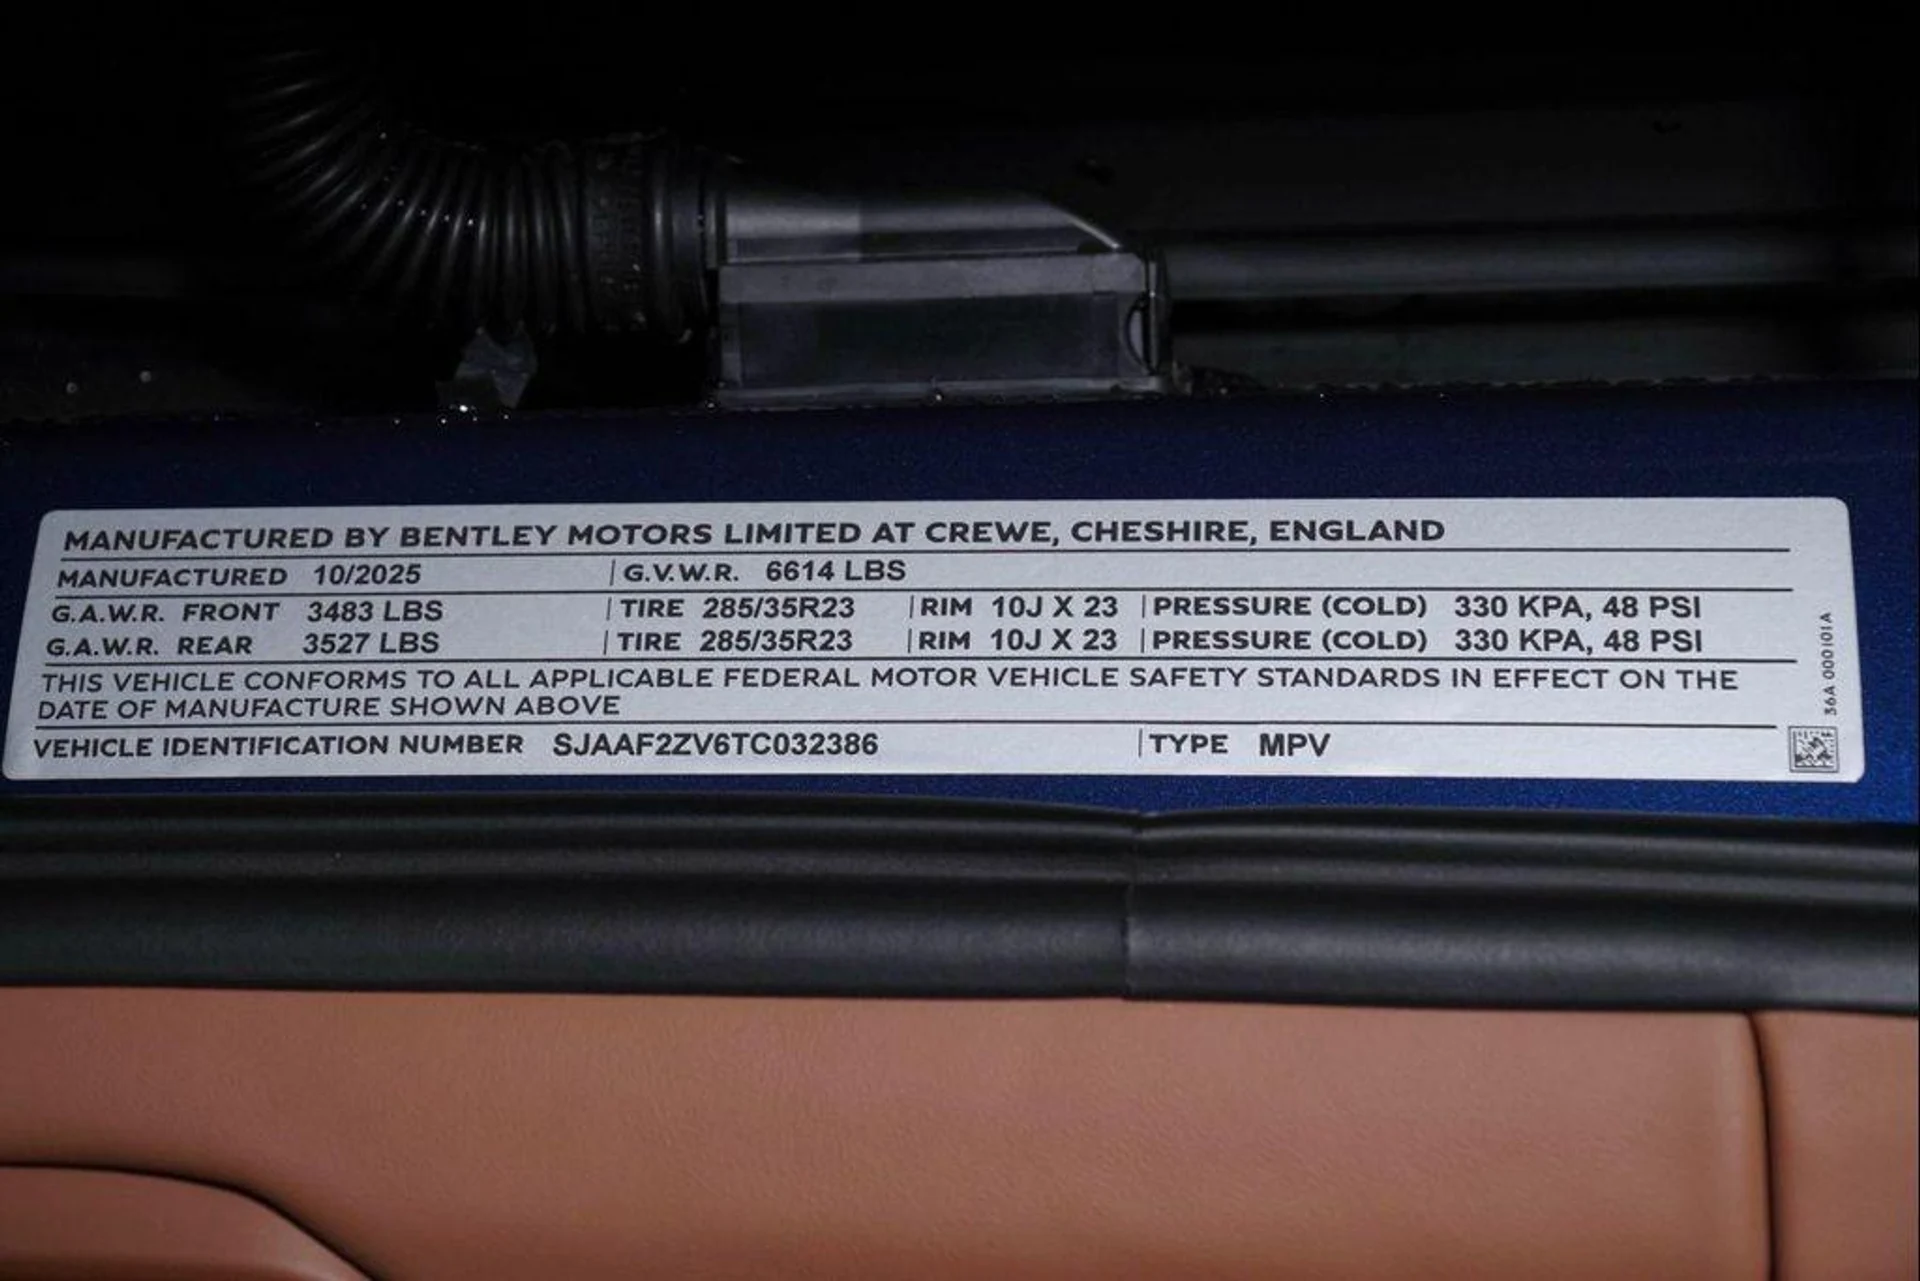 MANUFACTURED BY BENTLEY MOTORS LIMITED AT CREWE, CHESHIRE, ENGLAND
MANUFACTURED 10/2025 G.V.W.R. 6614 LBS
G.A.W.R. FRONT 3483 LBS TIRE 285/35R23 RIM 10J X 23 PRESSURE (COLD) 330 KPA, 48 PSI
G.A.W.R. REAR 3527 LBS TIRE 285/35R23 RIM 10J X 23 PRESSURE (COLD) 330 KPA, 48 PSI
THIS VEHICLE CONFORMS TO ALL APPLICABLE FEDERAL MOTOR VEHICLE SAFETY STANDARDS IN EFFECT ON THE
DATE OF MANUFACTURE SHOWN ABOVE
VEHICLE IDENTIFICATION NUMBER SJAAF2ZV6TC032386 TYPE MPV
36A 000101A